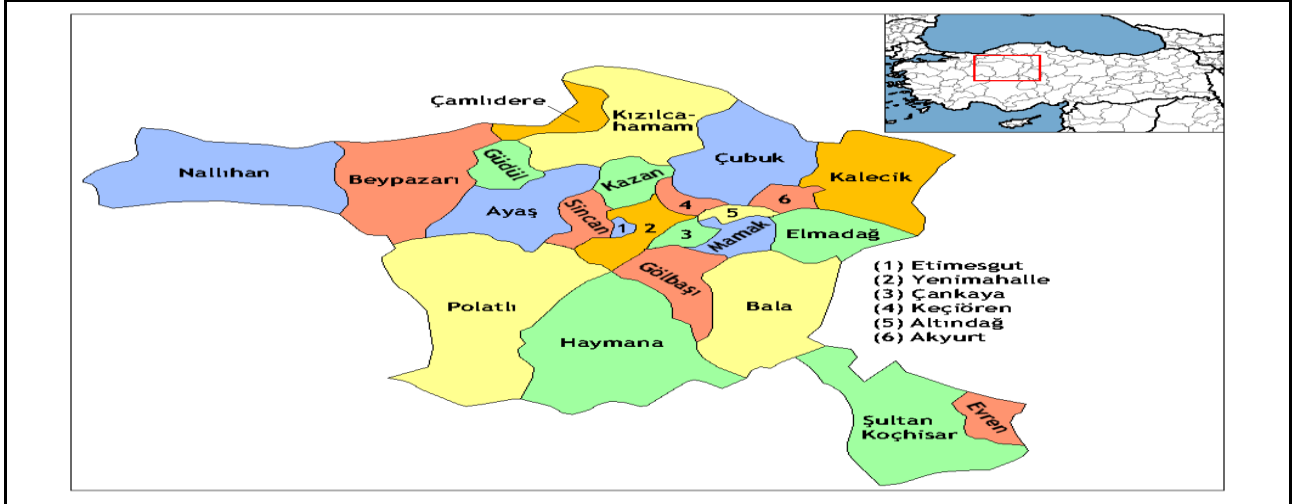 Çamlıdere
Kızılca-
hamam
Çubuk
Kalecik
Nallıhan
Beypazarı
Güdül
Kazan
Ayaş
Sincan
4
5
6
1
2
3
Mamak
Elmadağ
Gölbaşı
Polatlı
Bala
Haymana
(1) Etimesgut
(2) Yenimahalle
(3) Çankaya
(4) Keçiören
(5) Altındağ
(6) Akyurt
Şultan
Koçhisar
Evren